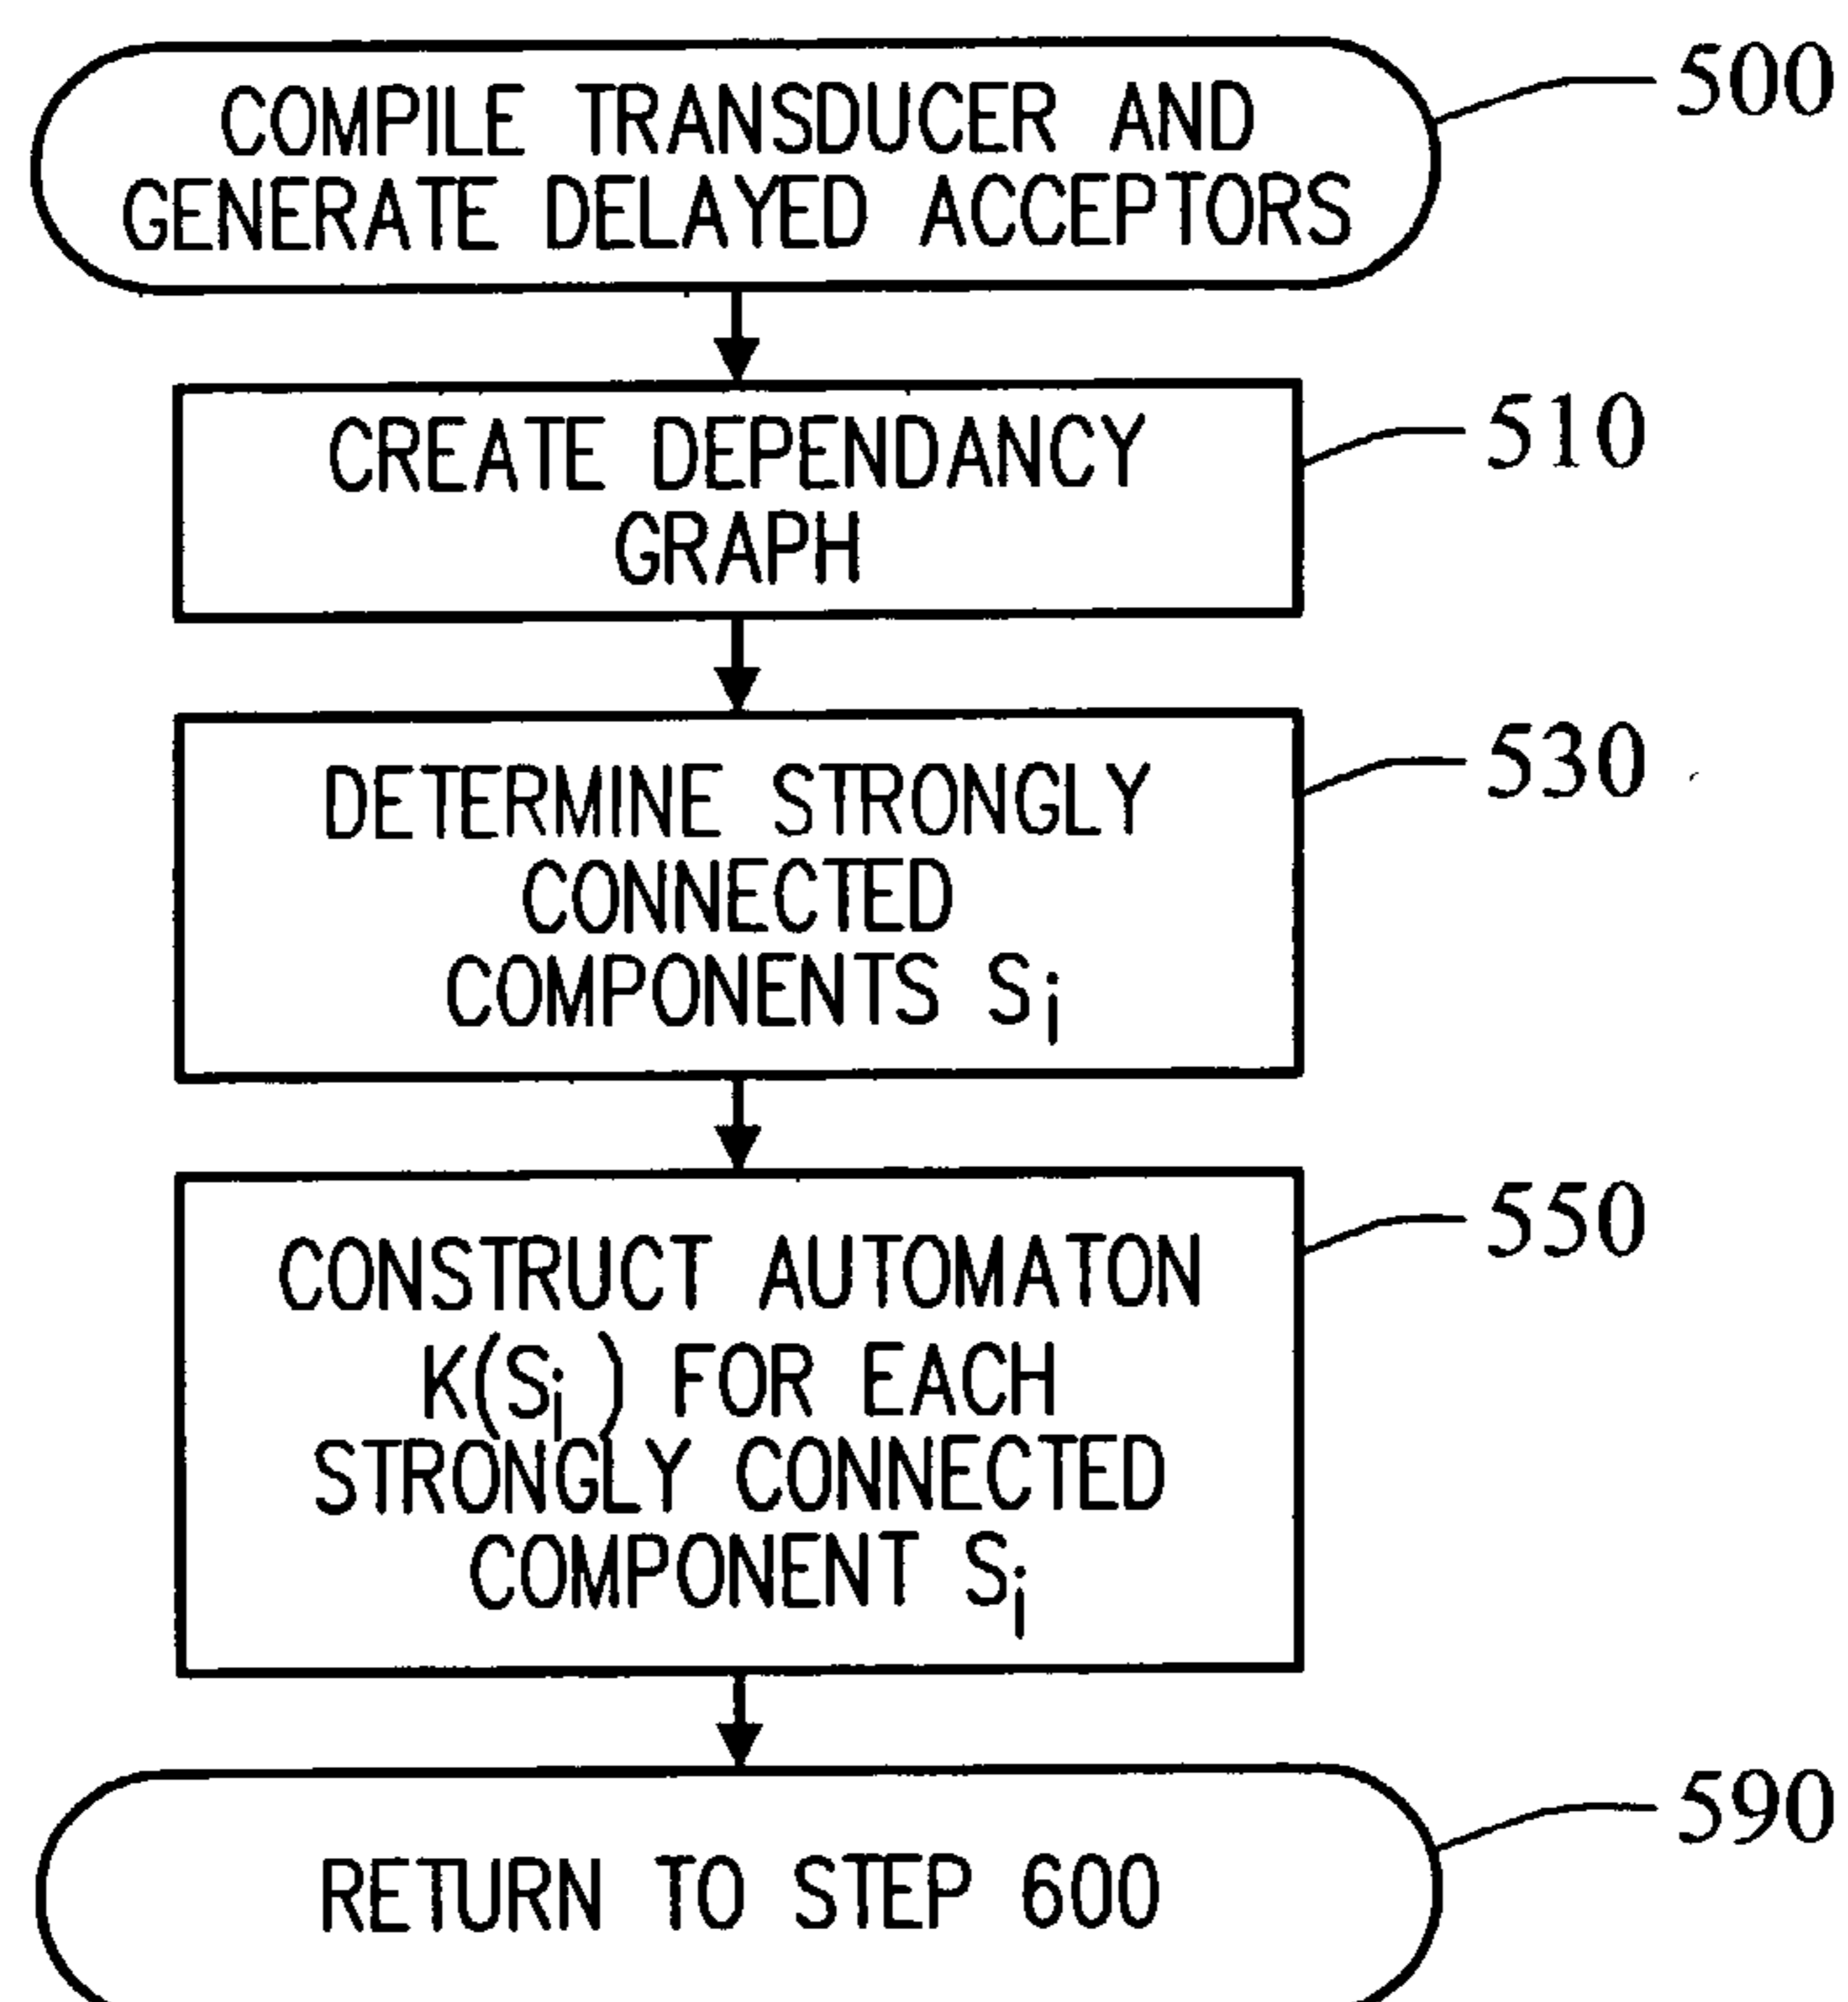 COMPILE TRANSDUCER AND
GENERATE DELAYED ACCEPTORS
500
CREATE DEPENDANCY
GRAPH
510
DETERMINE STRONGLY
CONNECTED
COMPONENTS Si
530
CONSTRUCT AUTOMATON
K(Si) FOR EACH
STRONGLY CONNECTED
COMPONENT Si
550
RETURN TO STEP 600
590